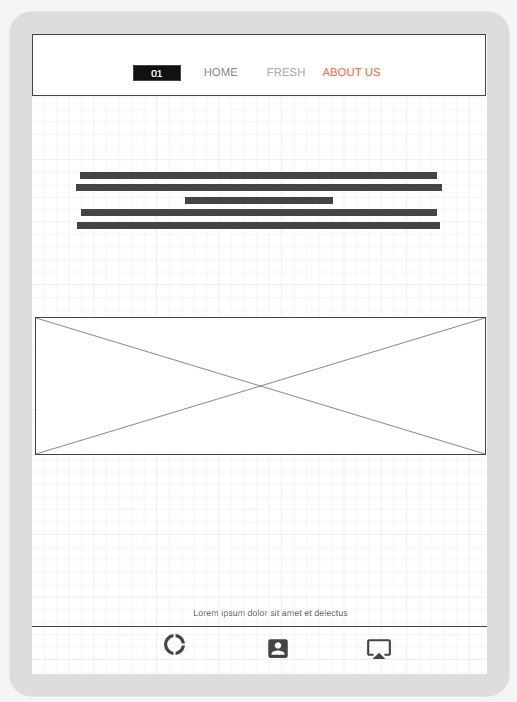 01 HOME FRESH ABOUT US
Lorem ipsum dolor sit amet et delectus